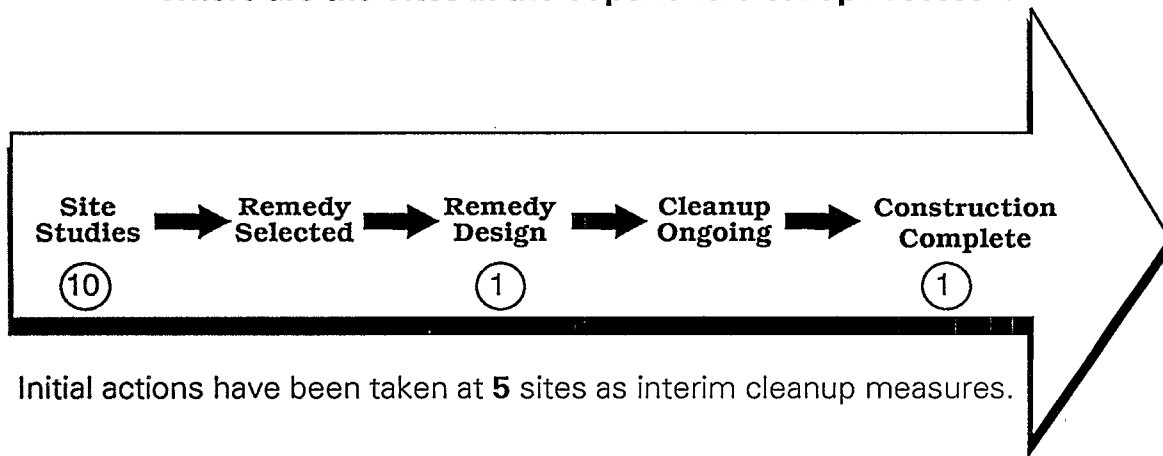 Site
Studies
10
Remedy
Selected
Remedy
Design
1
Cleanup
Ongoing
Construction
Complete
1
Initial actions have been taken at 5 sites as interim cleanup measures.